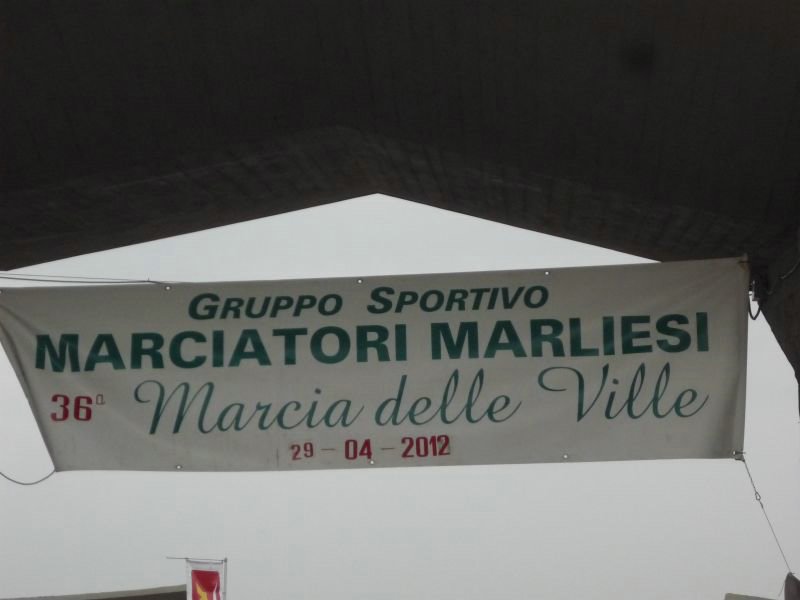 GRUPPO SPORTIVO
MARCIATORI MARLIESI
36ª Marcia delle Ville
29-04-2012